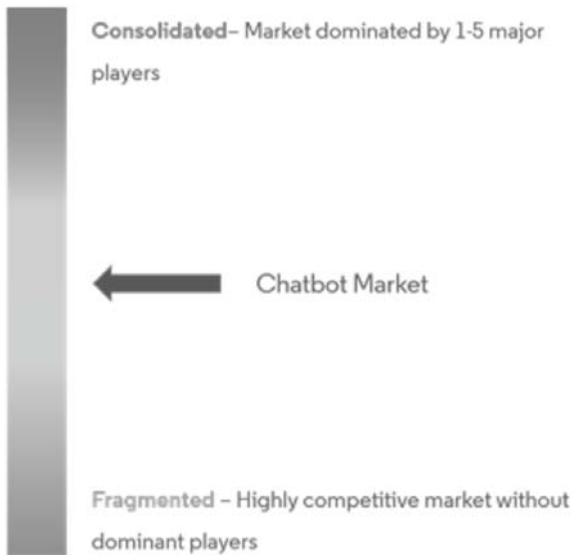 Consolidated– Market dominated by 1-5 major
players
Chatbot Market
Fragmented – Highly competitive market without
dominant players